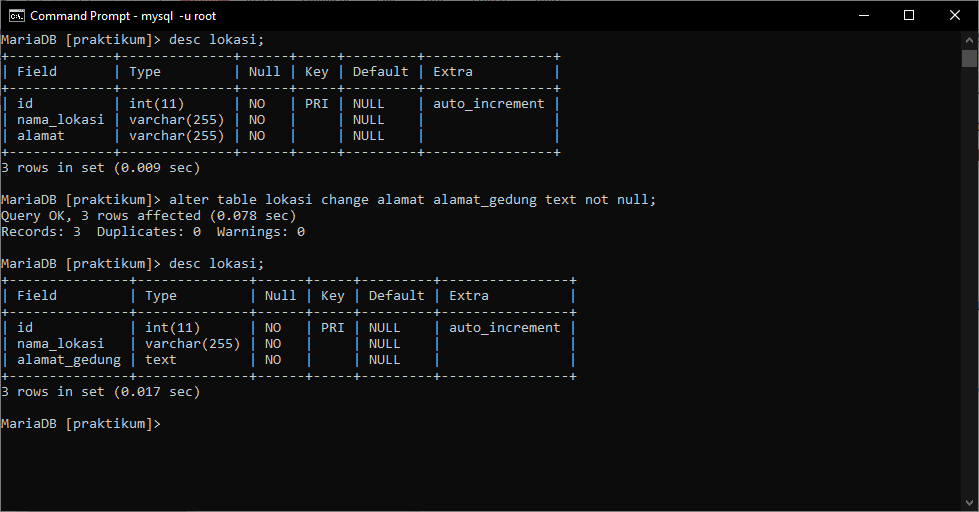 Command Prompt - mysql  -u root
MariaDB [praktikum]> desc lokasi;
+-------------+--------------+------+-----+---------+----------------+
| Field       | Type         | Null | Key | Default | Extra          |
+-------------+--------------+------+-----+---------+----------------+
| id          | int(11)      | NO   | PRI | NULL    | auto_increment |
| nama_lokasi | varchar(255) | NO   |     | NULL    |                |
| alamat      | varchar(255) | NO   |     | NULL    |                |
+-------------+--------------+------+-----+---------+----------------+
3 rows in set (0.009 sec)
MariaDB [praktikum]> alter table lokasi change alamat alamat_gedung text not null;
Query OK, 3 rows affected (0.078 sec)
Records: 3  Duplicates: 0  Warnings: 0
MariaDB [praktikum]> desc lokasi;
+---------------+--------------+------+-----+---------+----------------+
| Field         | Type         | Null | Key | Default | Extra          |
+---------------+--------------+------+-----+---------+----------------+
| id            | int(11)      | NO   | PRI | NULL    | auto_increment |
| nama_lokasi   | varchar(255) | NO   |     | NULL    |                |
| alamat_gedung | text         | NO   |     | NULL    |                |
+---------------+--------------+------+-----+---------+----------------+
3 rows in set (0.017 sec)
MariaDB [praktikum]>